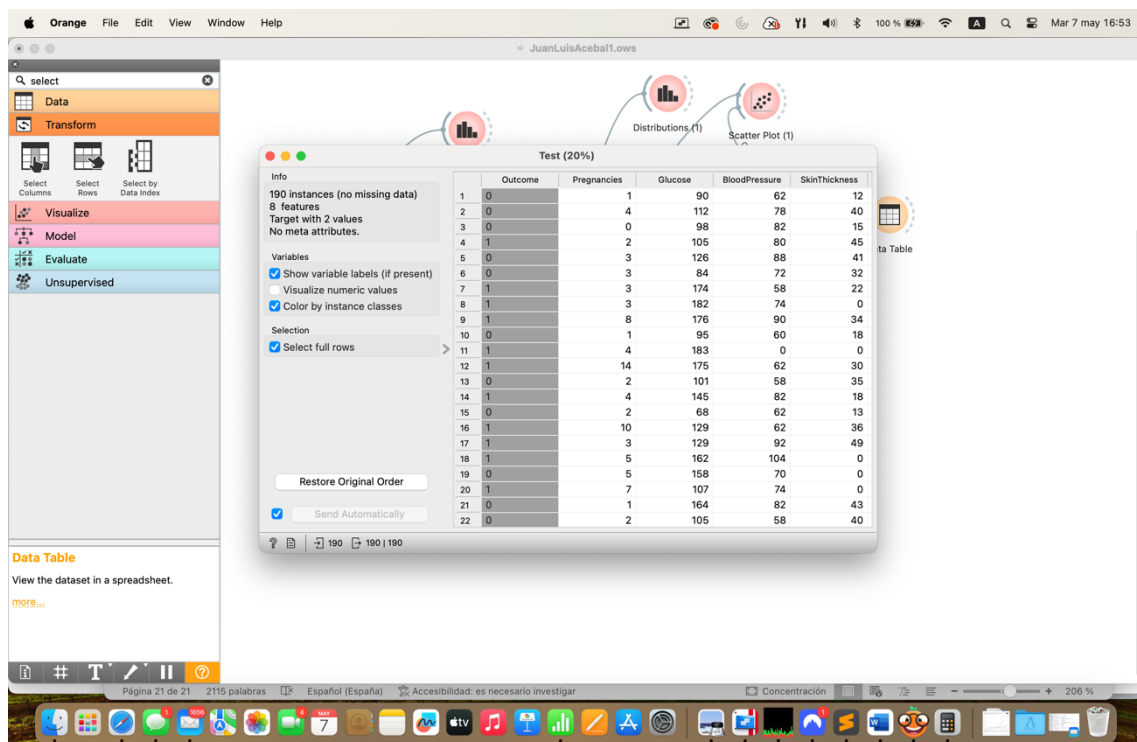 Orange File Edit View Window Help 100 % A Mar 7 may 16:53
JuanLuisAcebal1.ows
select
Data
Transform
Select Columns
Select Rows
Select by Data Index
Visualize
Model
Evaluate
Unsupervised
Distributions (1)
Scatter Plot (1)
ta Table
Test (20%)
Info
190 instances (no missing data)
8 features
Target with 2 values
No meta attributes.
Variables
Show variable labels (if present)
Visualize numeric values
Color by instance classes
Selection
Select full rows
Restore Original Order
Send Automatically
Outcome Pregnancies Glucose BloodPressure SkinThickness
1 0 1 90 62 12
2 0 4 112 78 40
3 0 0 98 82 15
4 1 2 105 80 45
5 0 3 126 88 41
6 0 3 84 72 32
7 1 3 174 58 22
8 1 3 182 74 0
9 1 8 176 90 34
10 0 1 95 60 18
11 1 4 183 0 0
12 1 14 175 62 30
13 0 2 101 58 35
14 1 4 145 82 18
15 0 2 68 62 13
16 1 10 129 62 36
17 1 3 129 92 49
18 1 5 162 104 0
19 0 5 158 70 0
20 1 7 107 74 0
21 0 1 164 82 43
22 0 2 105 58 40
? 190 190 | 190
Data Table
View the dataset in a spreadsheet.
more...
Página 21 de 21 2115 palabras Español (España) Accesibilidad: es necesario investigar Concentración 206 %
MAY
7
tv